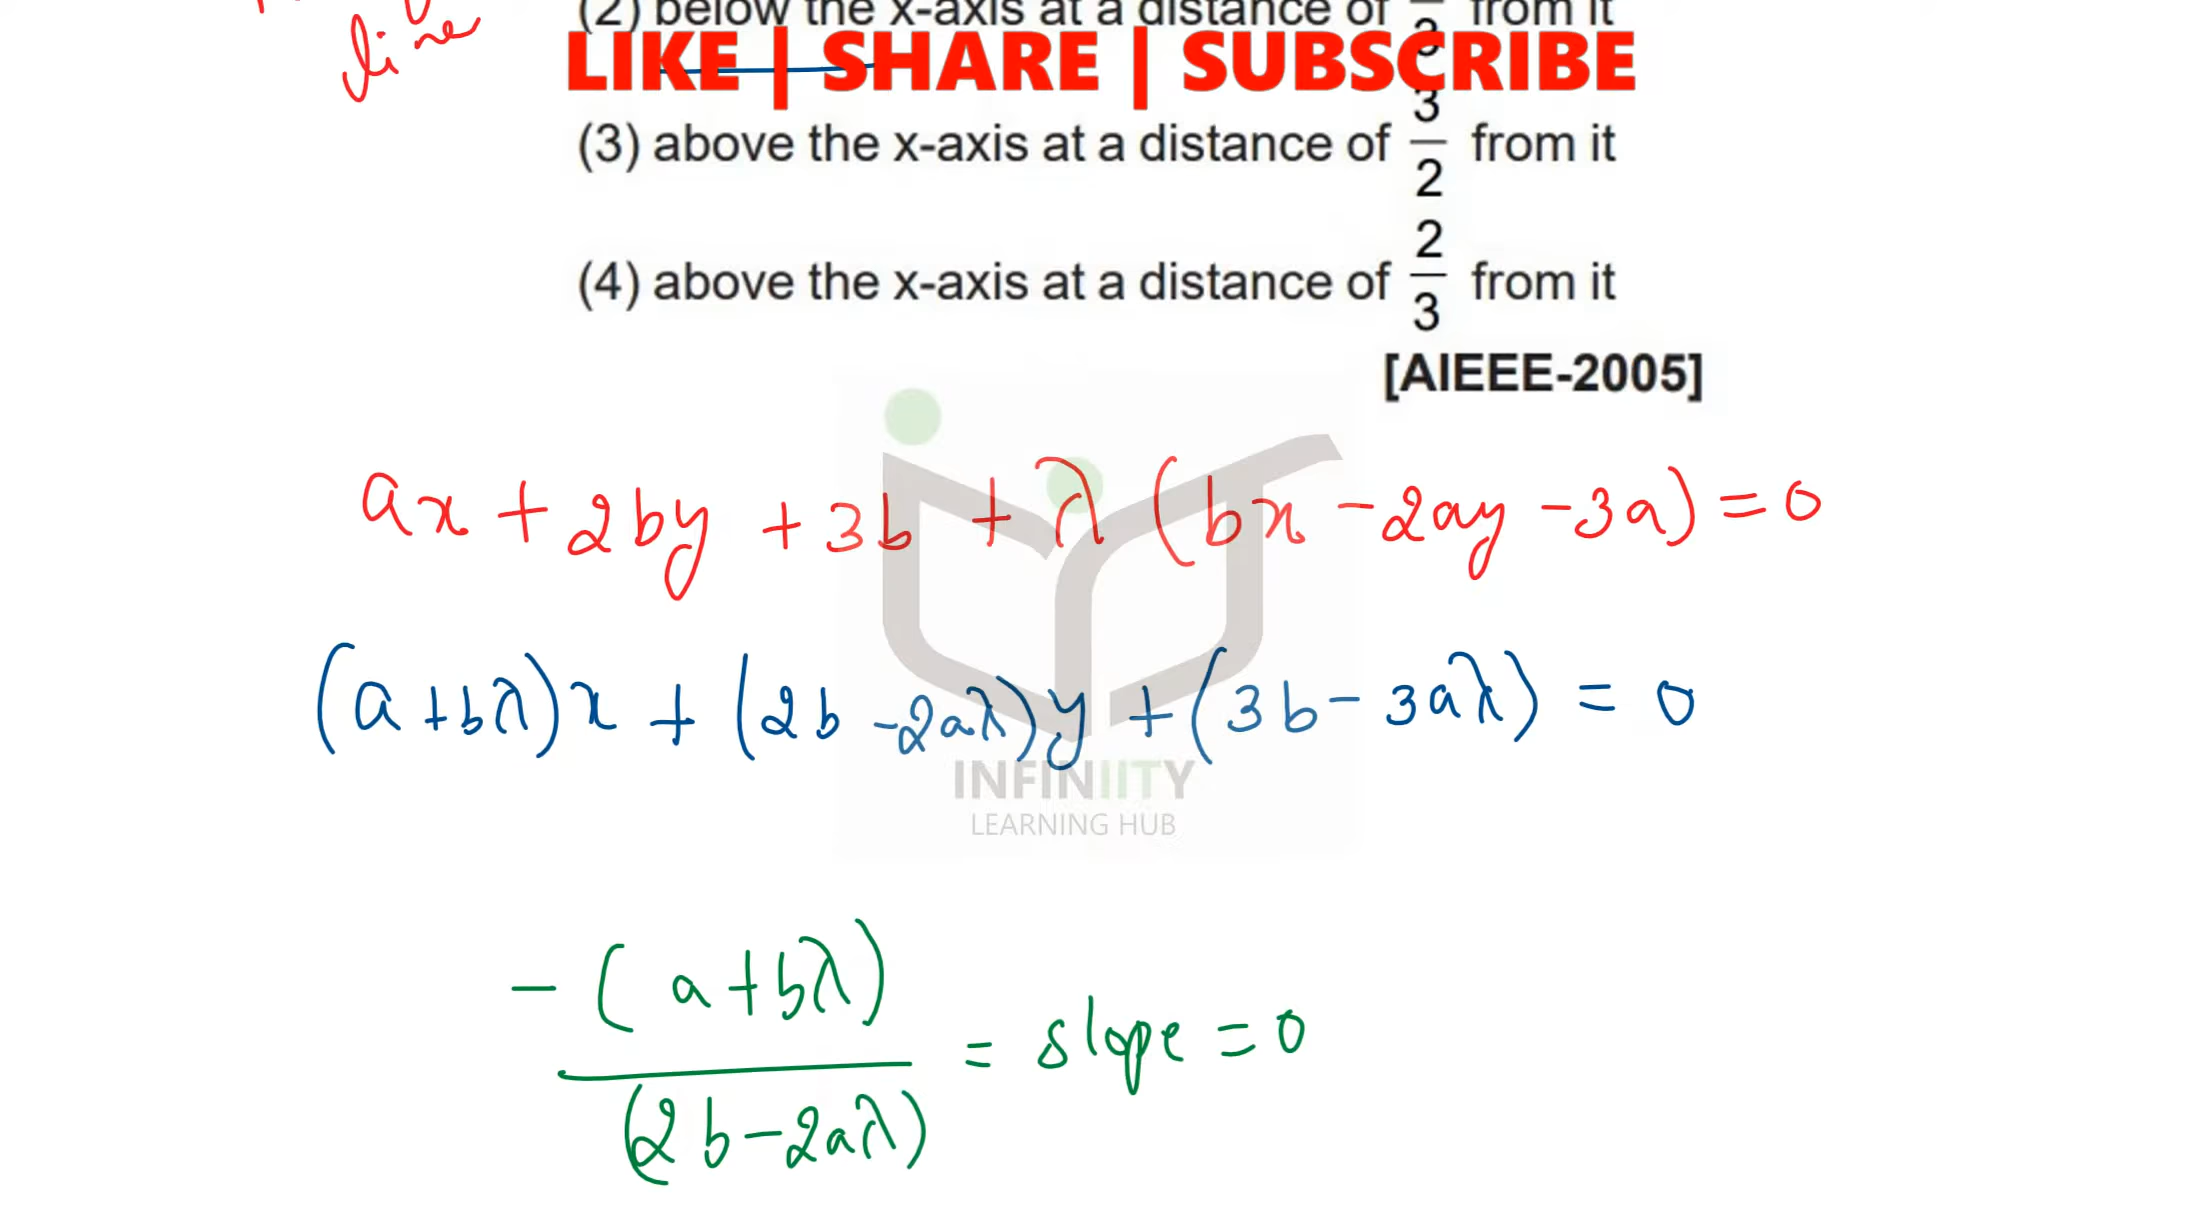 line
(2) below the x-axis at a distance of 3 from it
LIKE | SHARE | SUBSCRIBE
(3) above the x-axis at a distance of 3/2 from it
(4) above the x-axis at a distance of 2/3 from it
[AIEEE-2005]
ax + 2by + 3b + λ (bx - 2ay - 3a) = 0
(a + bλ)x + (2b - 2aλ)y + (3b - 3aλ) = 0
INFINIITY
LEARNING HUB
-(a + bλ)/(2b - 2aλ) = slope = 0